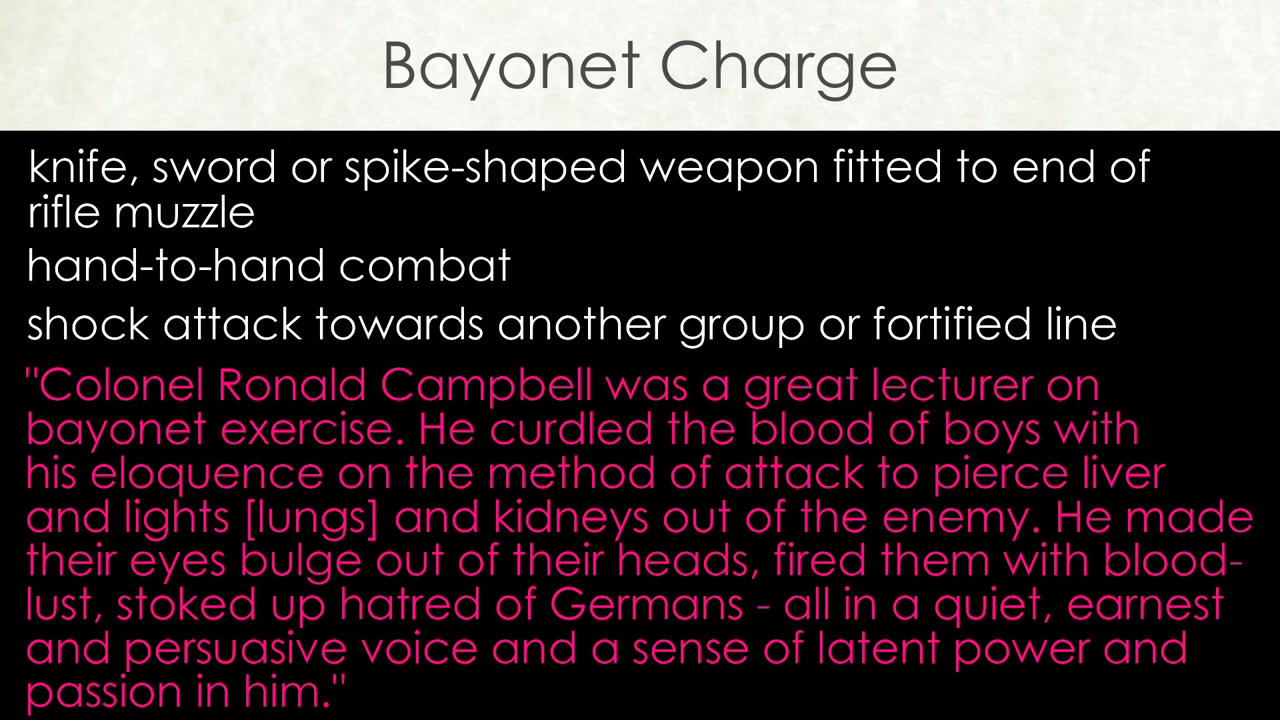 Bayonet Charge
knife, sword or spike-shaped weapon fitted to end of
rifle muzzle
hand-to-hand combat
shock attack towards another group or fortified line
"Colonel Ronald Campbell was a great lecturer on
bayonet exercise. He curdled the blood of boys with
his eloquence on the method of attack to pierce liver
and lights [lungs] and kidneys out of the enemy. He made
their eyes bulge out of their heads, fired them with blood-
lust, stoked up hatred of Germans - all in a quiet, earnest
and persuasive voice and a sense of latent power and
passion in him."